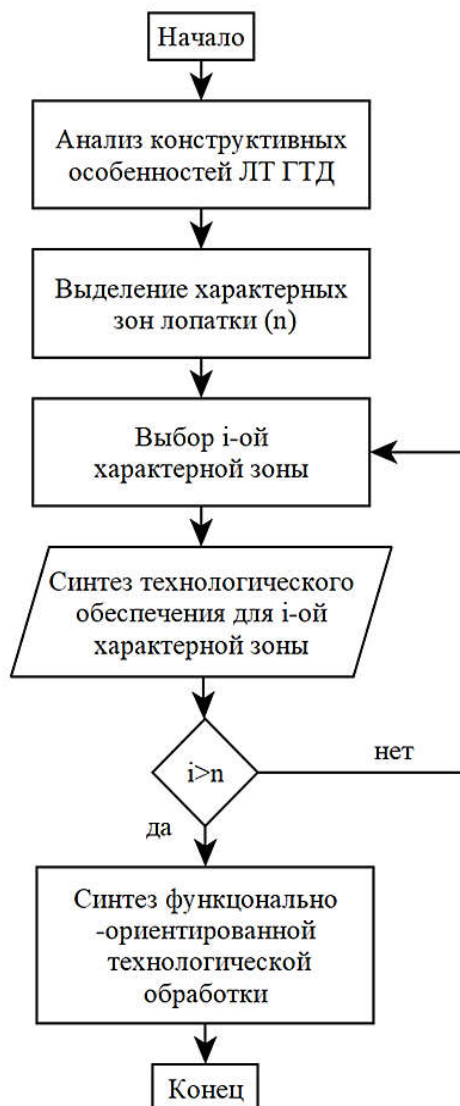 Начало
Анализ конструктивных
особенностей ЛТ ГТД
Выделение характерных
зон лопатки (n)
Выбор i-ой
характерной зоны
Синтез технологического
обеспечения для i-ой
характерной зоны
i>n
нет
да
Синтез функцонально
-ориентированной
технологической
обработки
Конец